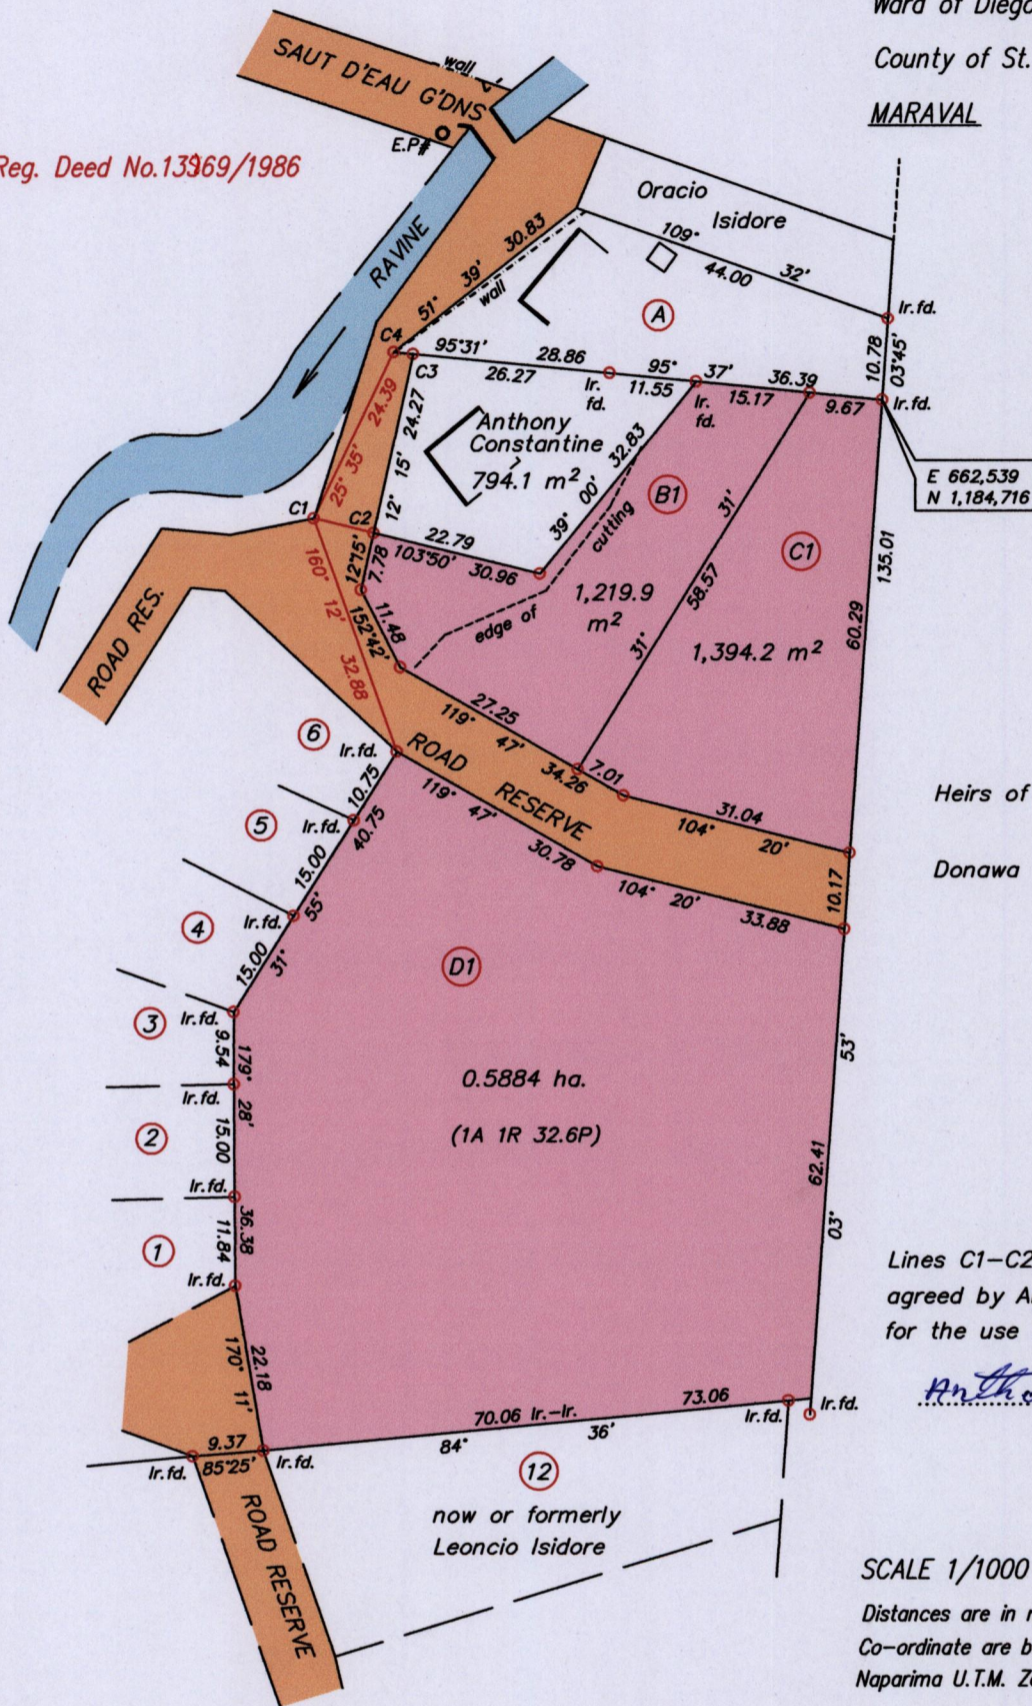 Ward of Diego
County of St.
MARAVAL
SAUT D'EAU G'DNS
wall
E.P#
Reg. Deed No. /1986
RAVINE
Oracio
Isidore
109° 32'
44.00
51° 39' 30.83
wall
A
Ir.fd.
10.78
03°45'
C4
95°31' 28.86
95° 37' 36.39
C3
26.27
Ir.
fd.
11.55
Ir.
fd.
15.17
9.67
Ir.fd.
E 662,539
N 1,184,716
25° 35' 24.39
12° 15' 24.27
Anthony
Constantine
794.1 m²
39° 00' 32.83
cutting
edge of
B1
1,219.9
m²
31° 31'
58.57
C1
1,394.2 m²
135.01
60.29
C1
C2
12°15'
7.78
22.79
103°50' 30.96
160° 12' 32.88
152°42'
11.48
ROAD RES.
27.25
119° 47' 34.26
7.01
31.04
104° 20'
ROAD RESERVE
10.17
Heirs of
Donawa
6
Ir.fd.
10.75
40.75
119° 47' 30.78
104° 20' 33.88
5
Ir.fd.
15.00
55'
4
Ir.fd.
15.00
31°
D1
3
Ir.fd.
9.54
179° 28'
53'
0.5884 ha.
(1A 1R 32.6P)
Ir.fd.
2
15.00
62.41
Ir.fd.
36.38
1
11.84
03°
Ir.fd.
Lines C1-C2
agreed by A
for the use
Antho
170° 11'
22.18
70.06 Ir.-Ir.
73.06
Ir.fd.
Ir.fd.
9.37
85°25'
Ir.fd.
Ir.fd.
84° 36'
12
now or formerly
Leoncio Isidore
ROAD RESERVE
SCALE 1/1000
Distances are in
Co-ordinate are b
Naparima U.T.M. Z